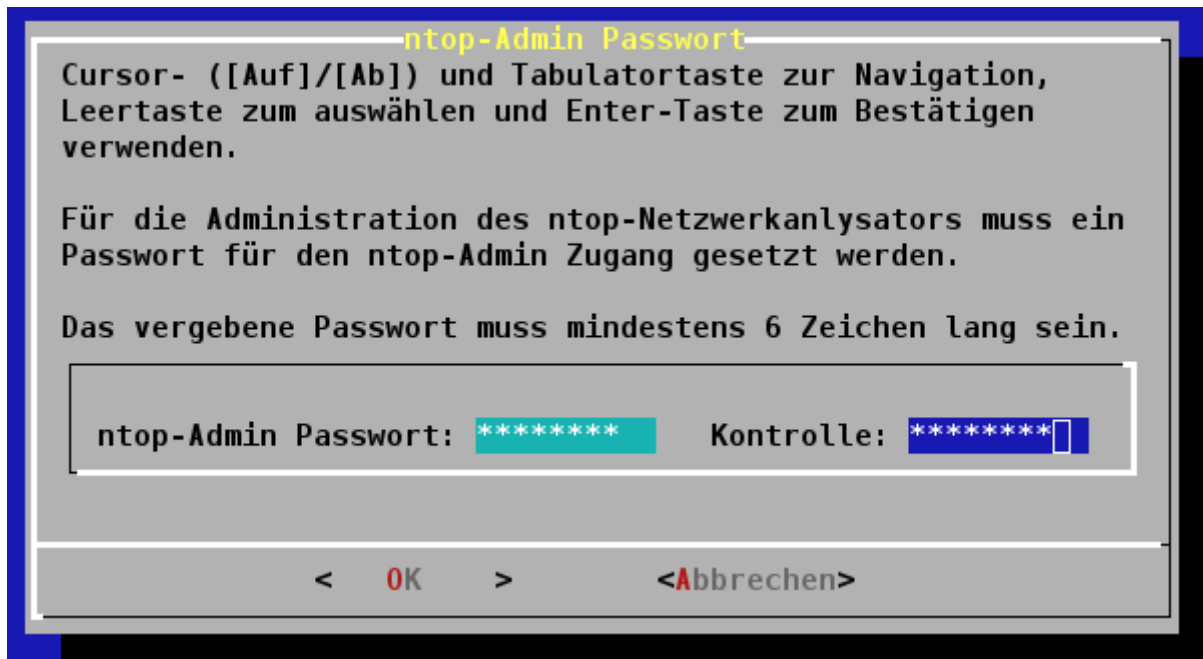 ntop-Admin Passwort
Cursor- ([Auf]/[Ab]) und Tabulatortaste zur Navigation,
Leertaste zum auswählen und Enter-Taste zum Bestätigen
verwenden.
Für die Administration des ntop-Netzwerkanlysators muss ein
Passwort für den ntop-Admin Zugang gesetzt werden.
Das vergebene Passwort muss mindestens 6 Zeichen lang sein.
ntop-Admin Passwort: ******** Kontrolle: ********
< OK > <Abbrechen>